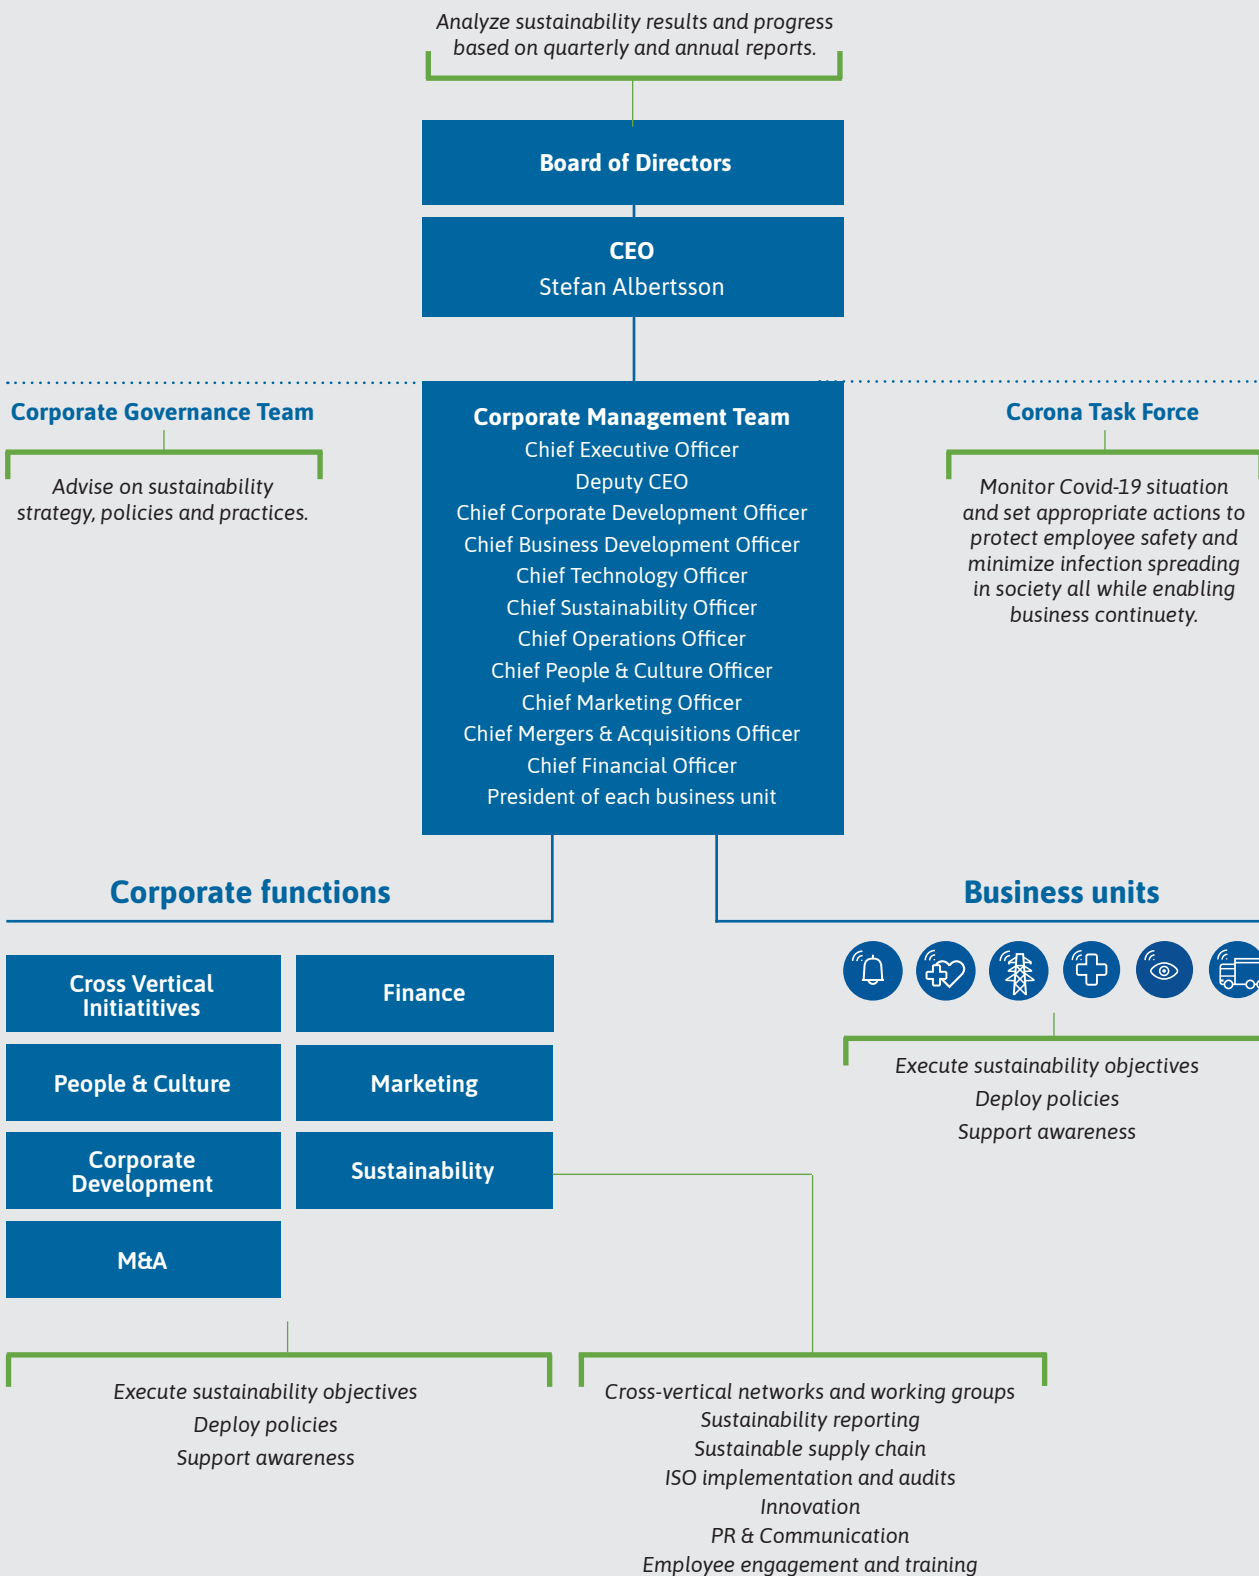 Analyze sustainability results and progress
based on quarterly and annual reports.
Board of Directors
CEO
Stefan Albertsson
Corporate Governance Team
Advise on sustainability
strategy, policies and practices.
Corporate Management Team
Chief Executive Officer
Deputy CEO
Chief Corporate Development Officer
Chief Business Development Officer
Chief Technology Officer
Chief Sustainability Officer
Chief Operations Officer
Chief People & Culture Officer
Chief Marketing Officer
Chief Mergers & Acquisitions Officer
Chief Financial Officer
President of each business unit
Corona Task Force
Monitor Covid-19 situation
and set appropriate actions to
protect employee safety and
minimize infection spreading
in society all while enabling
business continuety.
Corporate functions
Cross Vertical
Initiatitives
Finance
People & Culture
Marketing
Corporate
Development
Sustainability
M&A
Execute sustainability objectives
Deploy policies
Support awareness
Business units
Execute sustainability objectives
Deploy policies
Support awareness
Cross-vertical networks and working groups
Sustainability reporting
Sustainable supply chain
ISO implementation and audits
Innovation
PR & Communication
Employee engagement and training